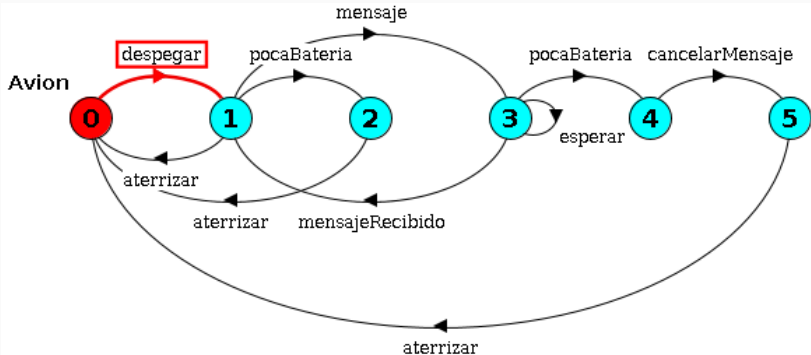 mensaje
despegar
pocaBateria
pocaBateria
cancelarMensaje
Avion
0
1
2
3
4
5
esperar
aterrizar
aterrizar
mensajeRecibido
aterrizar